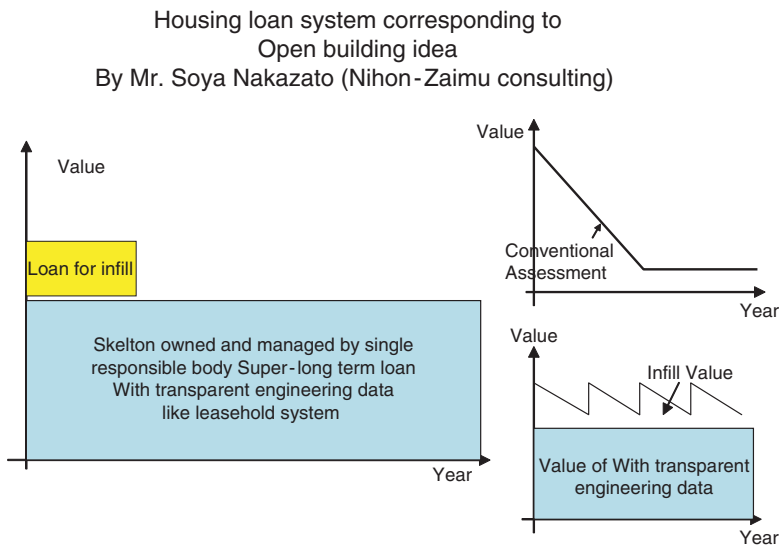 Housing loan system corresponding to
Open building idea
By Mr. Soya Nakazato (Nihon-Zaimu consulting)
Value
Loan for infill
Skelton owned and managed by single
responsible body Super-long term loan
With transparent engineering data
like leasehold system
Year
Value
Conventional
Assessment
Year
Value
Infill Value
Value of With transparent
engineering data
Year